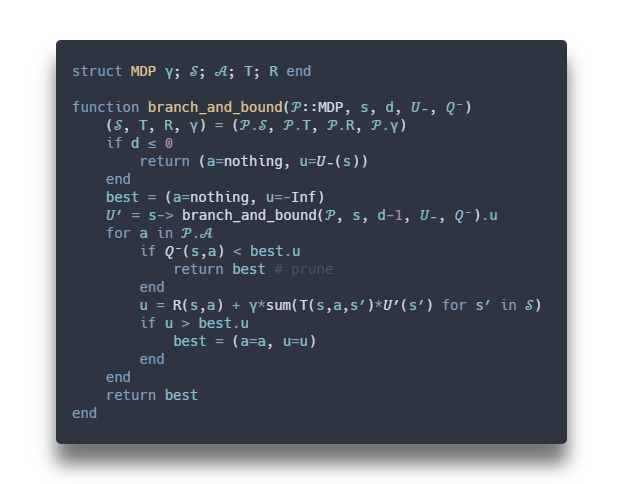 struct MDP γ; 𝒮; 𝒜; T; R end
function branch_and_bound(𝒫::MDP, s, d, U₋, Q⁻)
(𝒮, T, R, γ) = (𝒫.𝒮, 𝒫.T, 𝒫.R, 𝒫.γ)
if d ≤ 0
return (a=nothing, u=U₋(s))
end
best = (a=nothing, u=-Inf)
U′ = s-> branch_and_bound(𝒫, s, d-1, U₋, Q⁻).u
for a in 𝒫.𝒜
if Q⁻(s,a) < best.u
return best # prune
end
u = R(s,a) + γ*sum(T(s,a,s′)*U′(s′) for s′ in 𝒮)
if u > best.u
best = (a=a, u=u)
end
end
return best
end